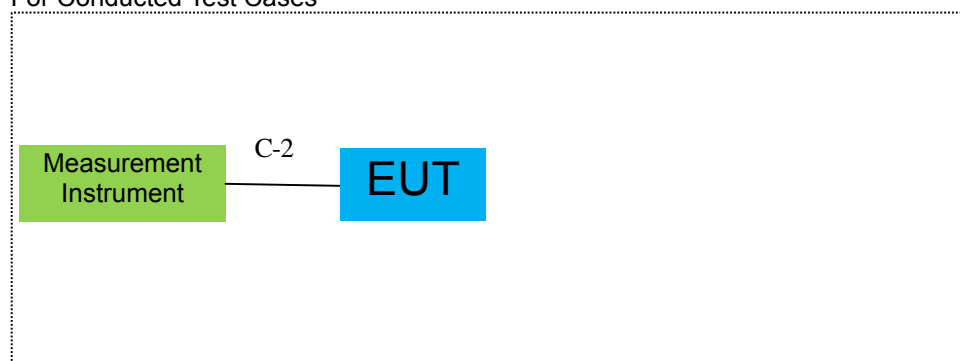 For Conducted Test Cases
C-2
Measurement
Instrument
EUT